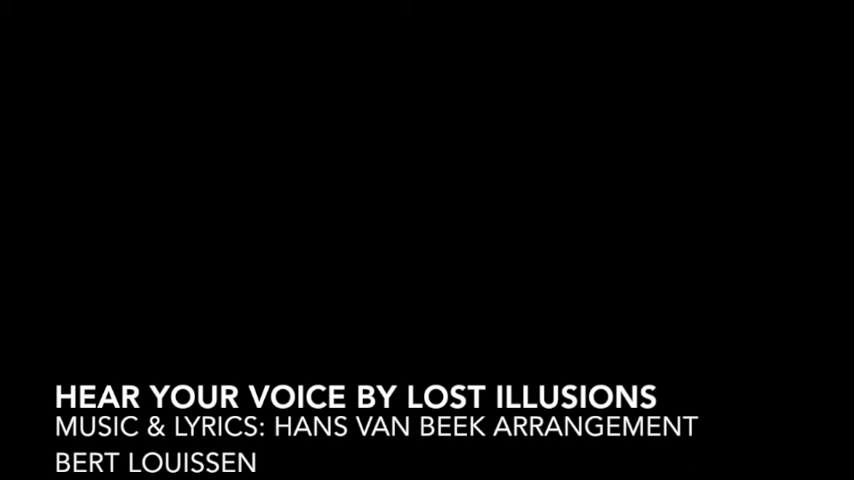 HEAR YOUR VOICE BY LOST ILLUSIONS
MUSIC & LYRICS: HANS VAN BEEK ARRANGEMENT
BERT LOUISSEN